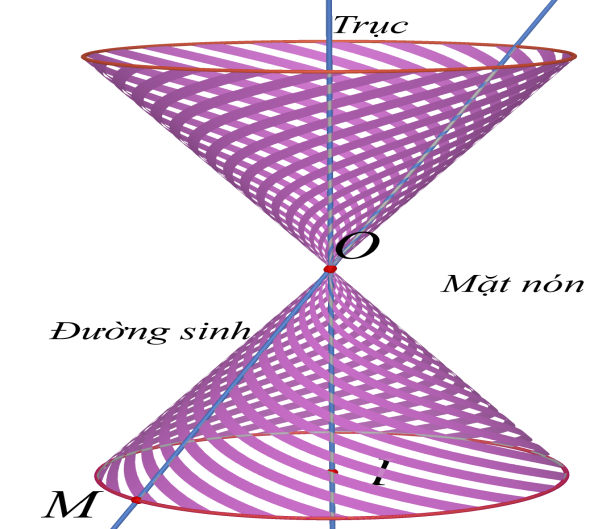 Trục
O
Mặt nón
Đường sinh
I
M